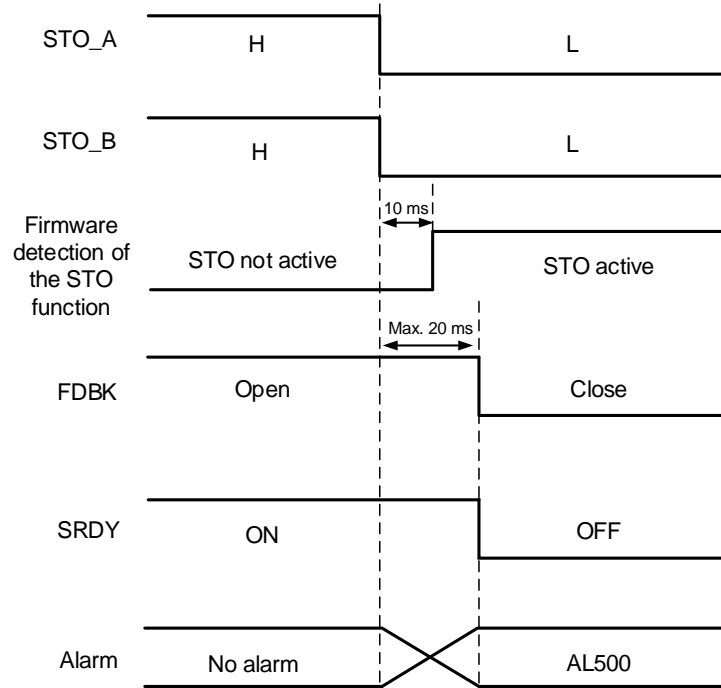 STO_A
H
L
STO_B
H
L
10 ms
Firmware
detection of
the STO
function
STO not active
STO active
Max. 20 ms
FDBK
Open
Close
SRDY
ON
OFF
Alarm
No alarm
AL500